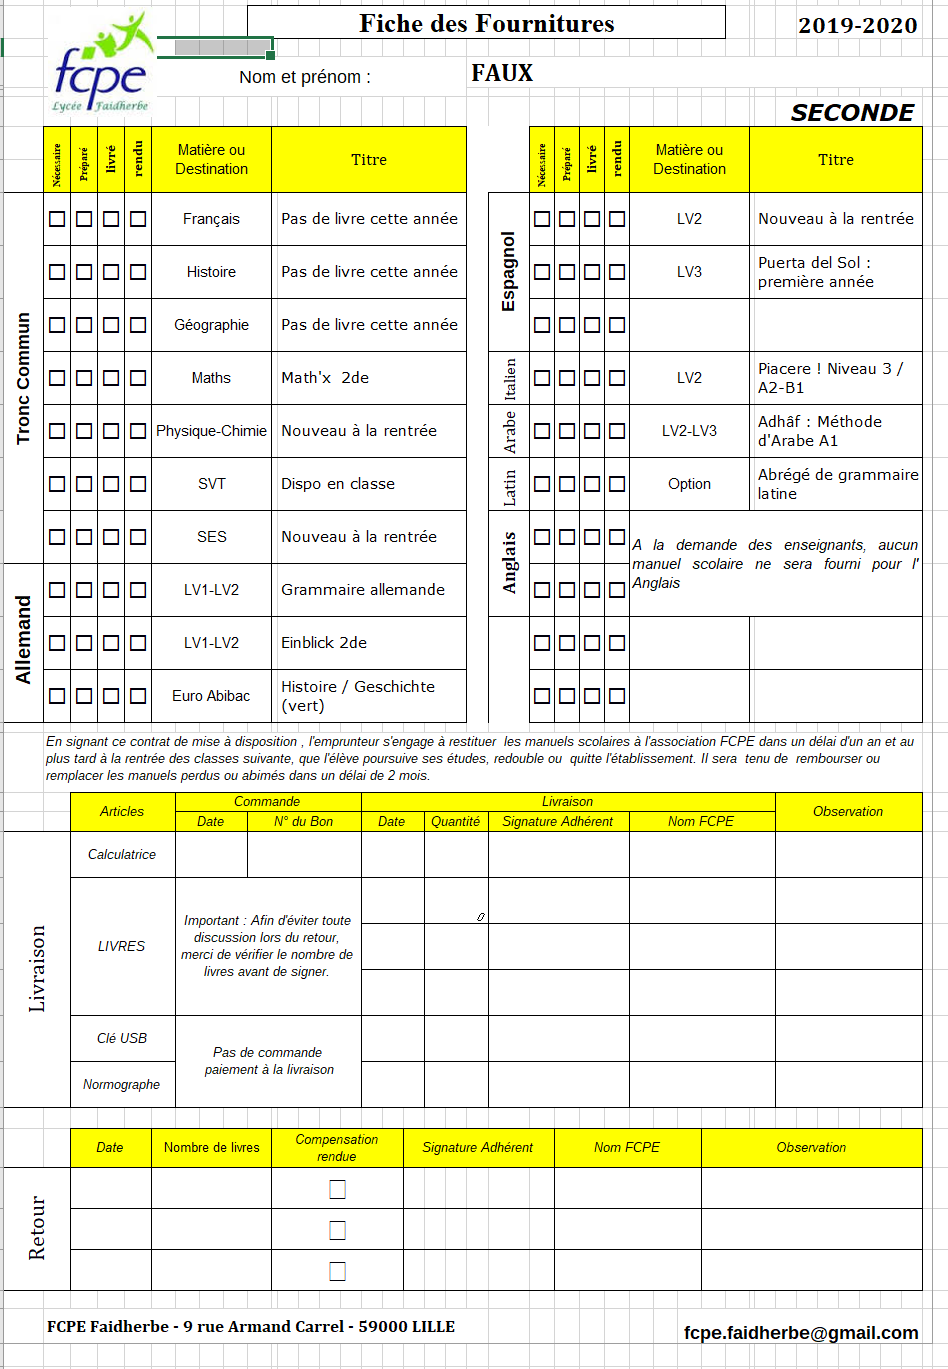 Fiche des Fournitures
2019-2020
fcpe
Lycée Faidherbe
Nom et prénom :
FAUX
SECONDE
Nécessaire
Préparé
livré
rendu
Matière ou
Destination
Titre
Tronc Commun
Français
Pas de livre cette année
Histoire
Pas de livre cette année
Géographie
Pas de livre cette année
Maths
Math'x 2de
Physique-Chimie
Nouveau à la rentrée
SVT
Dispo en classe
SES
Nouveau à la rentrée
Allemand
LV1-LV2
Grammaire allemande
LV1-LV2
Einblick 2de
Euro Abibac
Histoire / Geschichte
(vert)
Nécessaire
Préparé
livré
rendu
Matière ou
Destination
Titre
Espagnol
LV2
Nouveau à la rentrée
LV3
Puerta del Sol :
première année
Italien
LV2
Piacere ! Niveau 3 /
A2-B1
Arabe
LV2-LV3
Adhâf : Méthode
d'Arabe A1
Latin
Option
Abrégé de grammaire
latine
Anglais
A la demande des enseignants, aucun
manuel scolaire ne sera fourni pour l'
Anglais
En signant ce contrat de mise à disposition , l'emprunteur s'engage à restituer les manuels scolaires à l'association FCPE dans un délai d'un an et au
plus tard à la rentrée des classes suivante, que l'élève poursuive ses études, redouble ou quitte l'établissement. Il sera tenu de rembourser ou
remplacer les manuels perdus ou abimés dans un délai de 2 mois.
Articles
Commande
Livraison
Observation
Date
N° du Bon
Date
Quantité
Signature Adhérent
Nom FCPE
Livraison
Calculatrice
LIVRES
Important : Afin d'éviter toute
discussion lors du retour,
merci de vérifier le nombre de
livres avant de signer.
0
Clé USB
Pas de commande
paiement à la livraison
Normographe
Date
Nombre de livres
Compensation
rendue
Signature Adhérent
Nom FCPE
Observation
Retour
FCPE Faidherbe - 9 rue Armand Carrel - 59000 LILLE
fcpe.faidherbe@gmail.com